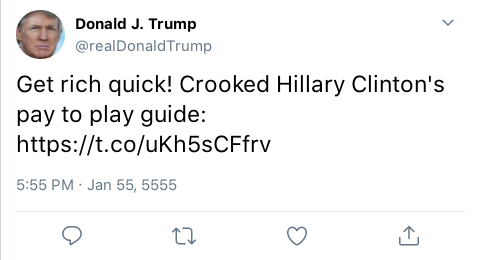 Donald J. Trump
@realDonaldTrump
Get rich quick! Crooked Hillary Clinton's
pay to play guide:
https://t.co/uKh5sCFfrv
5:55 PM · Jan 55, 5555